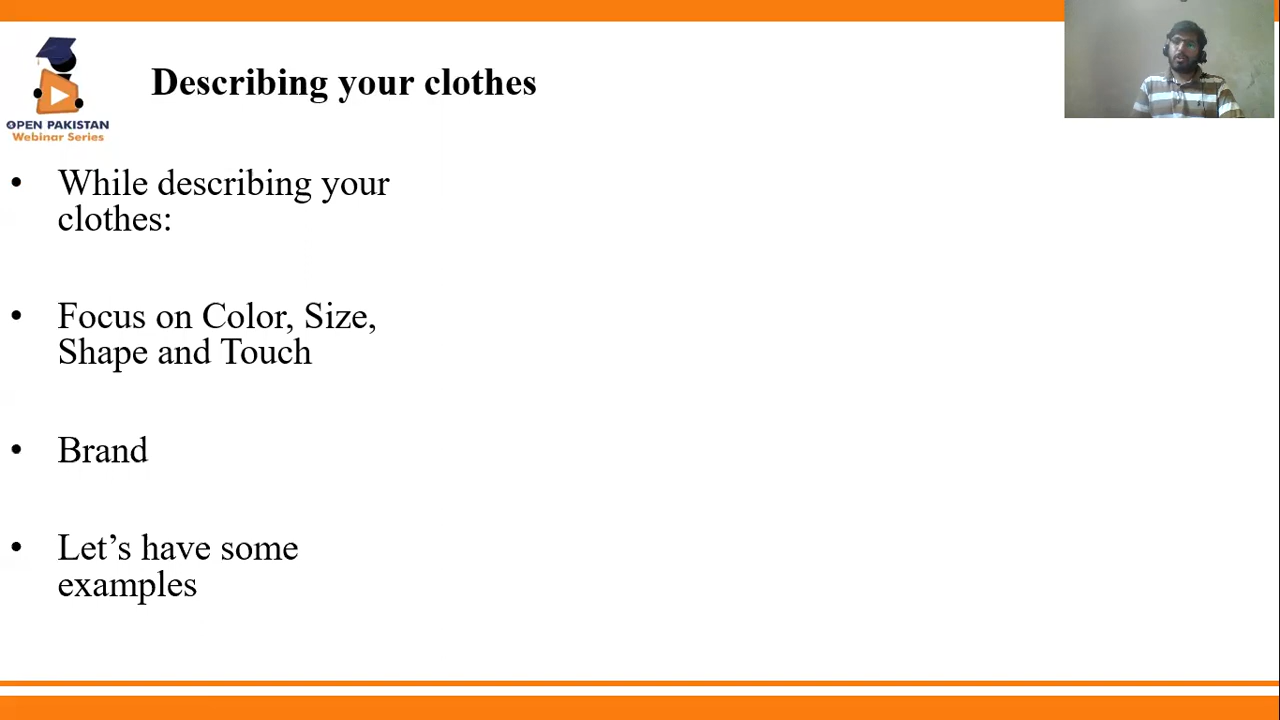 Describing your clothes
OPEN PAKISTAN
Webinar Series
• While describing your
clothes:
• Focus on Color, Size,
Shape and Touch
• Brand
• Let’s have some
examples